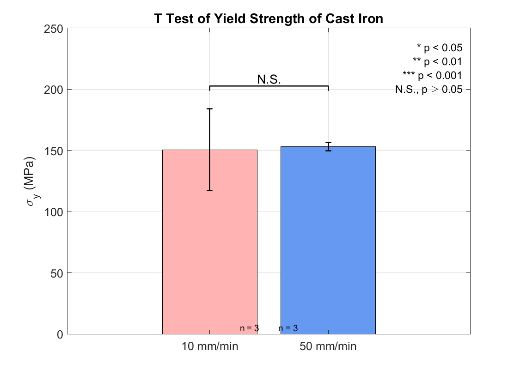 T Test of Yield Strength of Cast Iron
250
200
150
100
50
0
σy (MPa)
* p < 0.05
** p < 0.01
*** p < 0.001
N.S., p > 0.05
N.S.
n = 3 n = 3
10 mm/min 50 mm/min